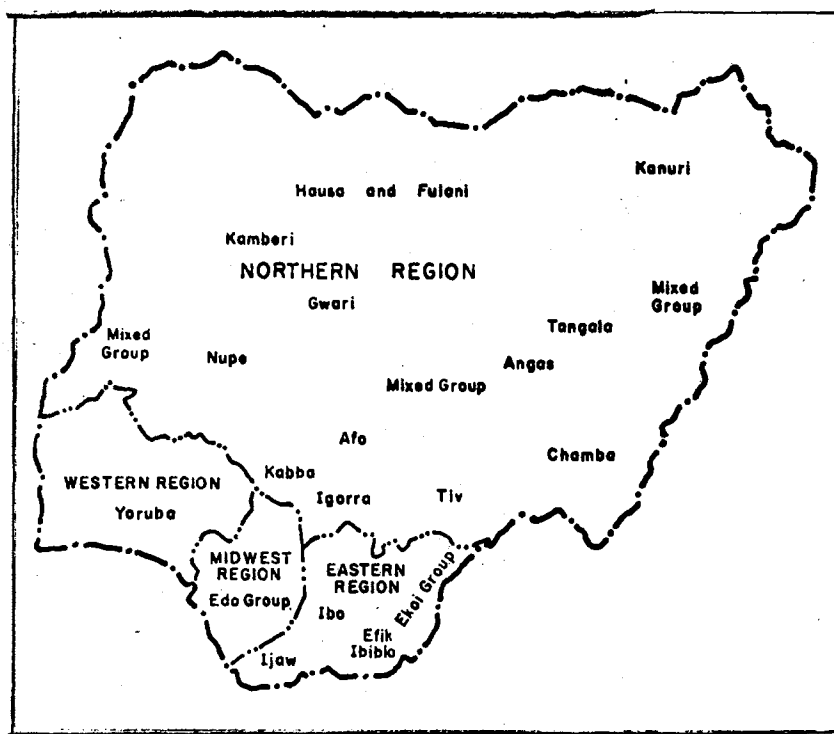 Kanuri
Hausa and Fulani
Kamberi
NORTHERN REGION
Gwari
Mixed
Group
Mixed
Group
Tangala
Nupe
Angas
Mixed Group
Afo
Chamba
Kabba
WESTERN REGION
Yoruba
Igorra
Tiv
MIDWEST
REGION
Edo Group
EASTERN
REGION
Ekoi Group
Ibo
Efik
Ibibio
Ijaw